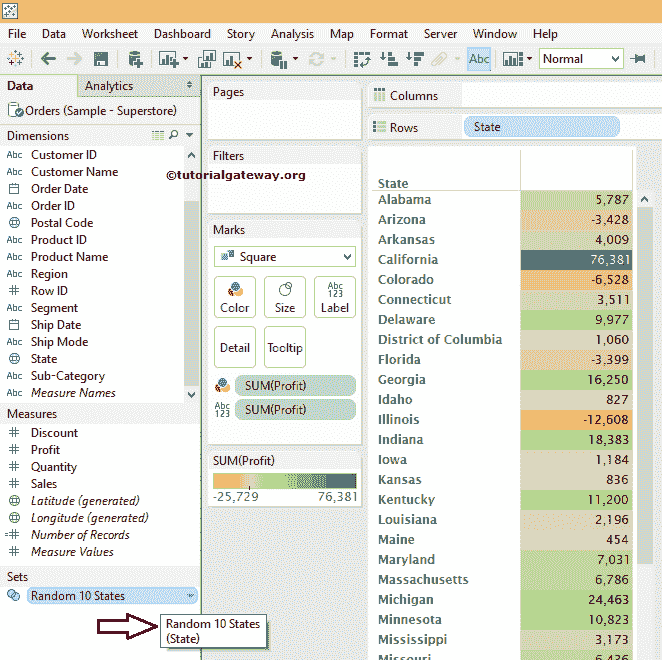 File Data Worksheet Dashboard Story Analysis Map Format Server Window Help
Abc Normal
Data Analytics
Orders (Sample - Superstore)
Dimensions
Abc Customer ID
Abc Customer Name
Order Date
Abc Order ID
Postal Code
Abc Product ID
Abc Product Name
Abc Region
# Row ID
Abc Segment
Ship Date
Abc Ship Mode
State
Abc Sub-Category
Abc Measure Names
Measures
# Discount
# Profit
# Quantity
# Sales
Latitude (generated)
Longitude (generated)
=# Number of Records
# Measure Values
Sets
Random 10 States
Random 10 States
(State)
Pages
Filters
©tutorialgateway.org
Marks
Square
Color Size Label
Abc
123
Detail Tooltip
SUM(Profit)
Abc
123
SUM(Profit)
SUM(Profit)
-25,729 76,381
Columns
Rows State
State
Alabama 5,787
Arizona -3,428
Arkansas 4,009
California 76,381
Colorado -6,528
Connecticut 3,511
Delaware 9,977
District of Columbia 1,060
Florida -3,399
Georgia 16,250
Idaho 827
Illinois -12,608
Indiana 18,383
Iowa 1,184
Kansas 836
Kentucky 11,200
Louisiana 2,196
Maine 454
Maryland 7,031
Massachusetts 6,786
Michigan 24,463
Minnesota 10,823
Mississippi 3,173
Missouri 6,436